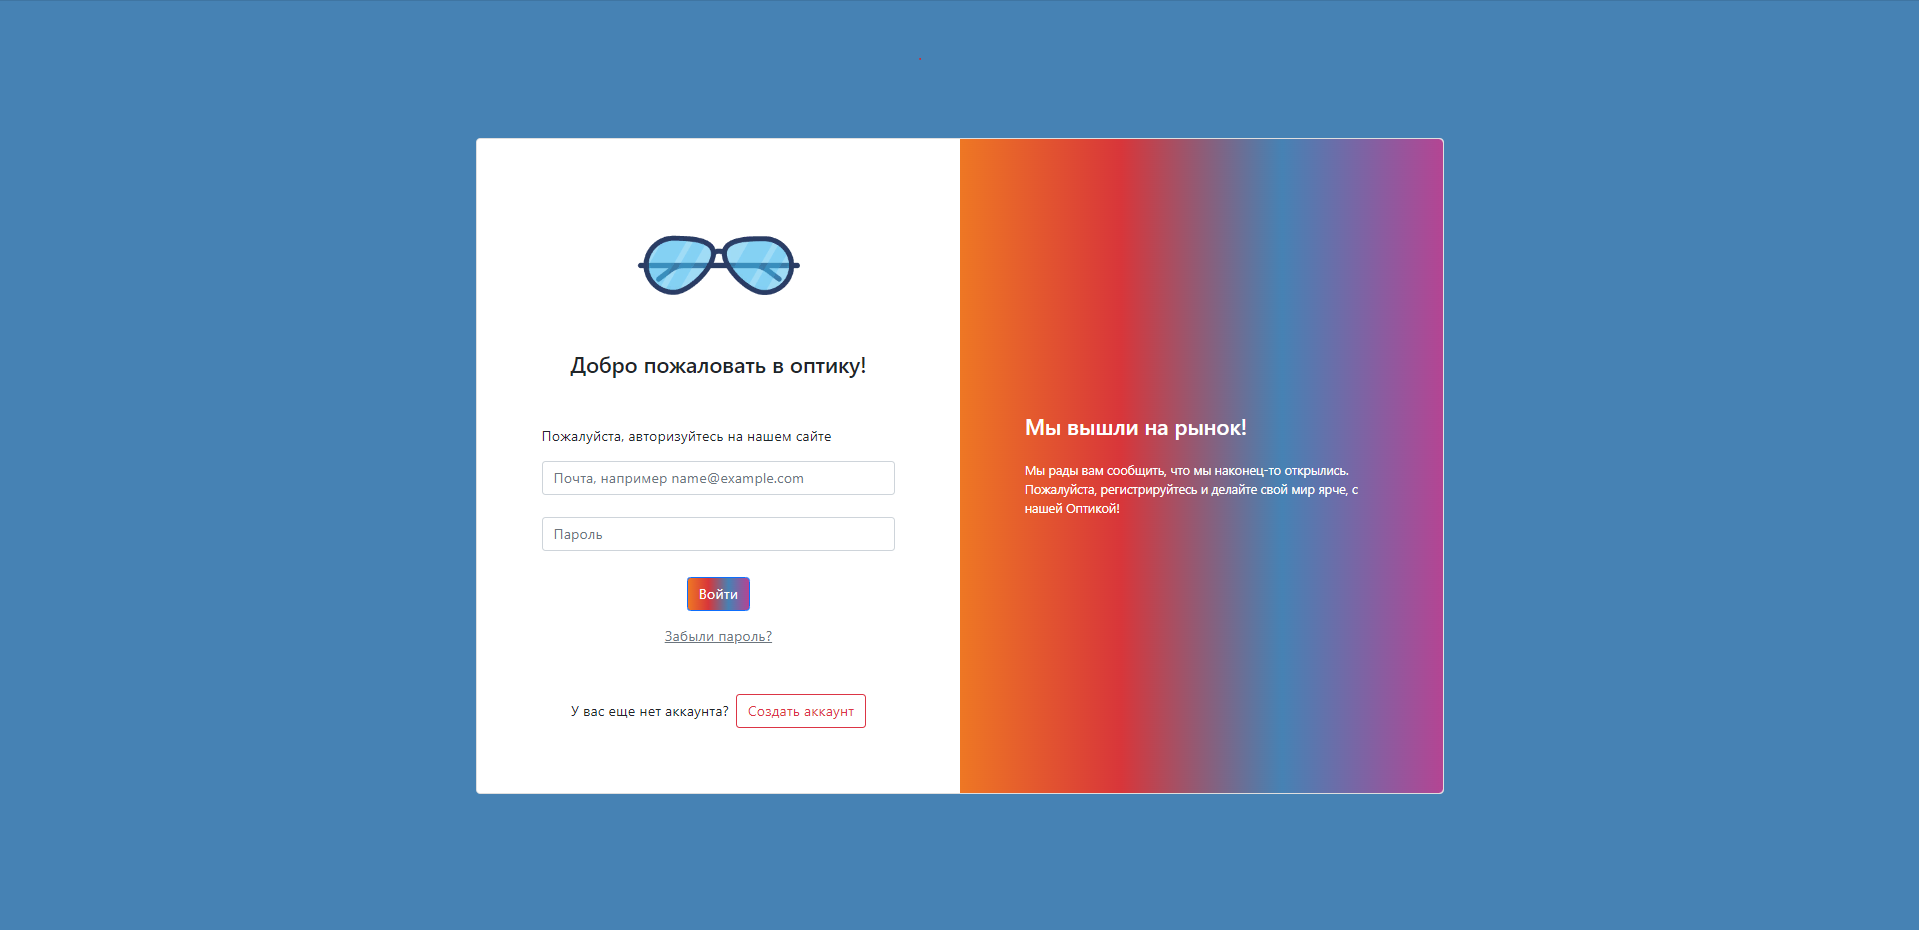 Добро пожаловать в оптику!
Пожалуйста, авторизуйтесь на нашем сайте
Почта, например name@example.com
Пароль
Войти
Забыли пароль?
У вас еще нет аккаунта? Создать аккаунт
Мы вышли на рынок!
Мы рады вам сообщить, что мы наконец-то открылись.
Пожалуйста, регистрируйтесь и делайте свой мир ярче, с
нашей Оптикой!